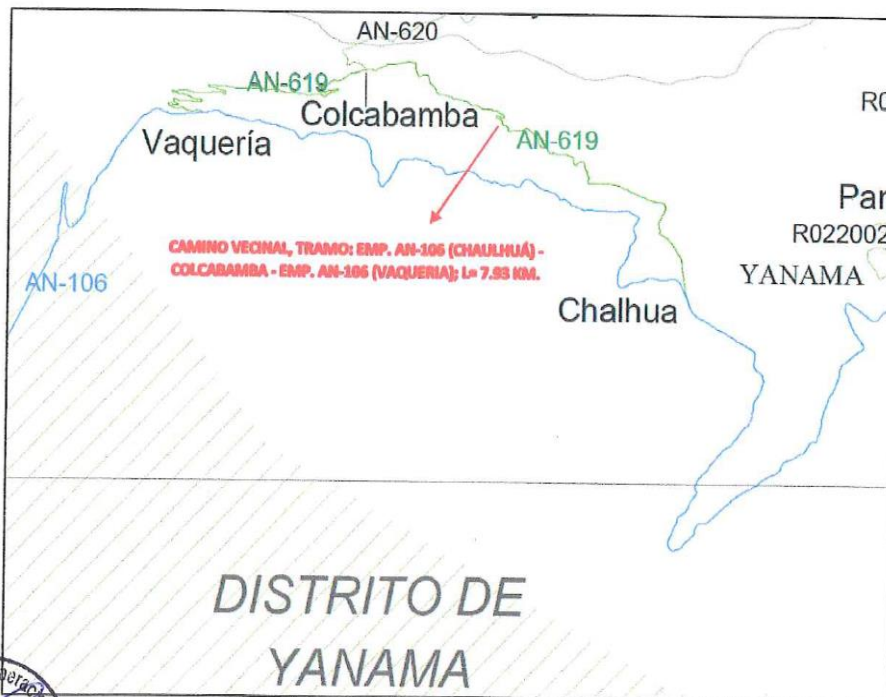 AN-620
AN-619
Colcabamba
Vaquería
AN-619
Par
R022002
YANAMA
CAMINO VECINAL, TRAMO: EMP. AN-106 (CHAULHUÁ) -
COLCABAMBA - EMP. AN-106 (VAQUERIA); L= 7.93 KM.
AN-106
Chalhua
DISTRITO DE
YANAMA